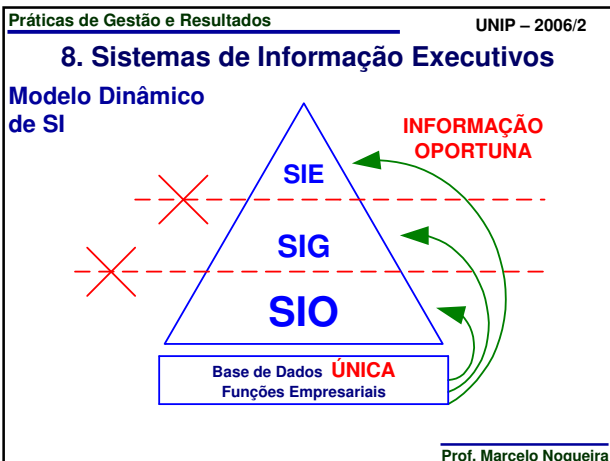 Práticas de Gestão e Resultados
UNIP – 2006/2
8. Sistemas de Informação Executivos
Modelo Dinâmico
de SI
INFORMAÇÃO
OPORTUNA
SIE
SIG
SIO
Base de Dados ÚNICA
Funções Empresariais
Prof. Marcelo Nogueira